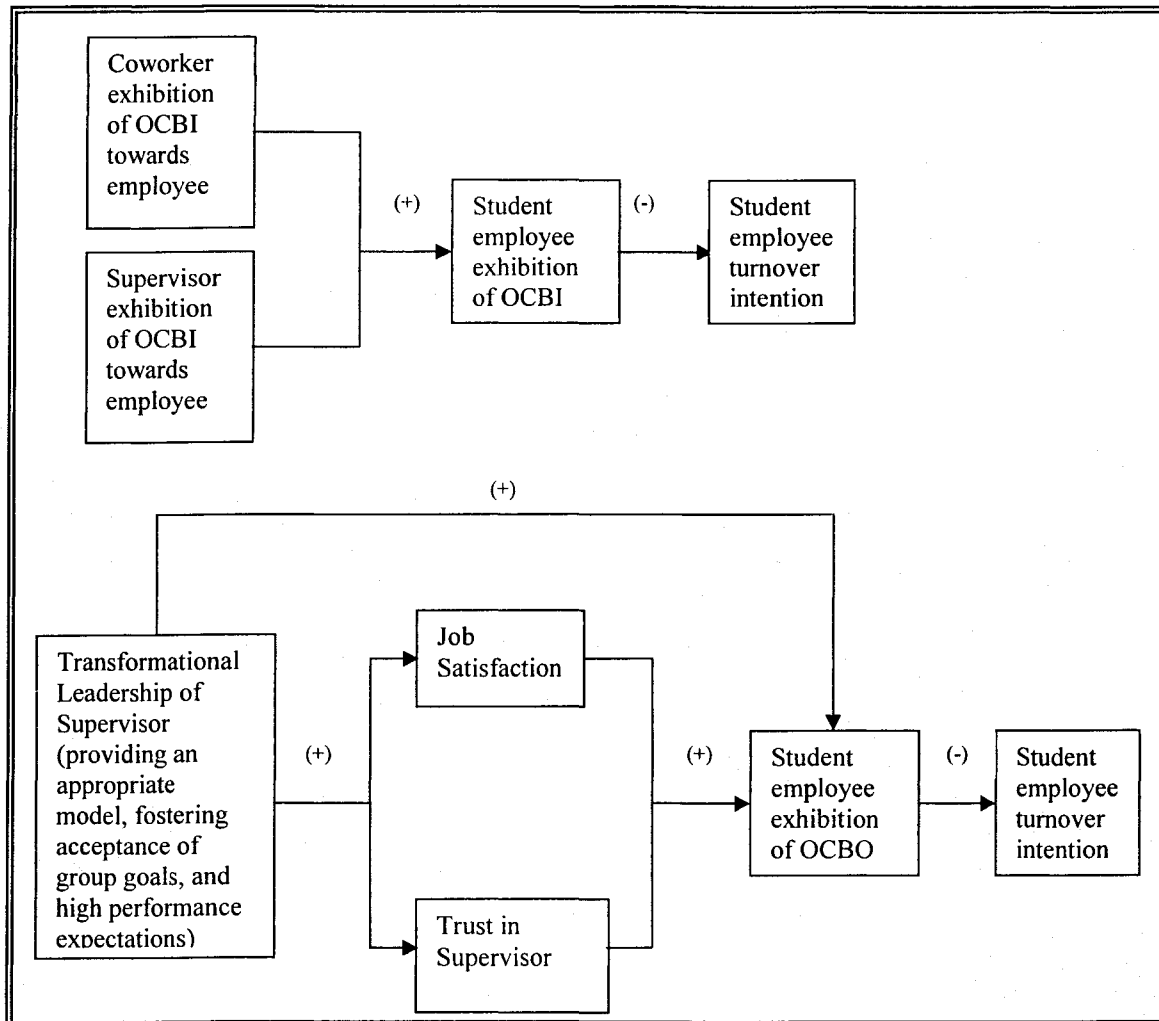 Coworker
exhibition
of OCBI
towards
employee
Supervisor
exhibition
of OCBI
towards
employee
(+)
Student
employee
exhibition
of OCBI
(-)
Student
employee
turnover
intention
(+)
Transformational
Leadership of
Supervisor
(providing an
appropriate
model, fostering
acceptance of
group goals, and
high performance
expectations)
(+)
Job
Satisfaction
Trust in
Supervisor
(+)
Student
employee
exhibition
of OCBO
(-)
Student
employee
turnover
intention